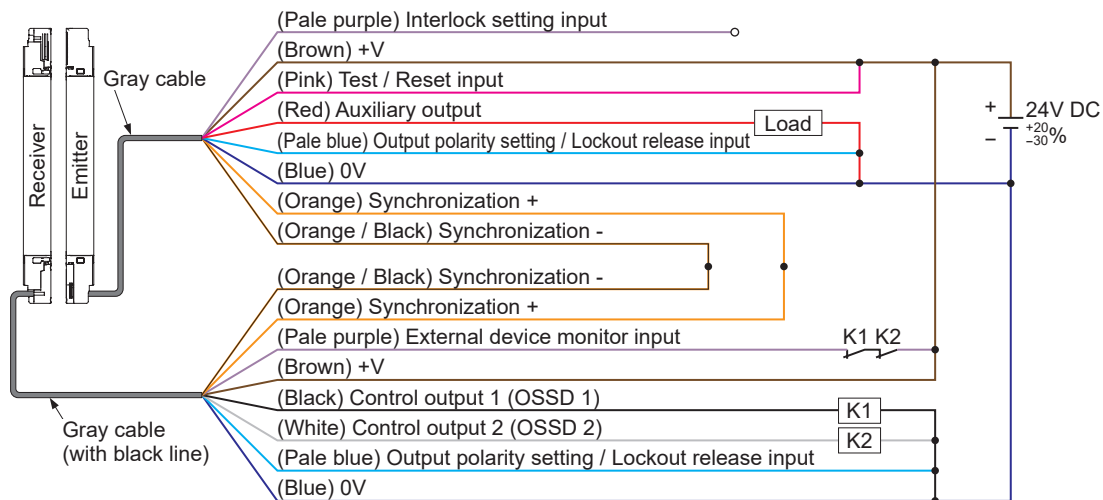 (Pale purple) Interlock setting input
(Brown) +V
Gray cable
(Pink) Test / Reset input
(Red) Auxiliary output
Load
+
24V DC
+20
−30 %
−
(Pale blue) Output polarity setting / Lockout release input
(Blue) 0V
Receiver
Emitter
(Orange) Synchronization +
(Orange / Black) Synchronization -
(Orange / Black) Synchronization -
(Orange) Synchronization +
(Pale purple) External device monitor input
K1 K2
(Brown) +V
(Black) Control output 1 (OSSD 1)
K1
Gray cable
(with black line)
(White) Control output 2 (OSSD 2)
K2
(Pale blue) Output polarity setting / Lockout release input
(Blue) 0V